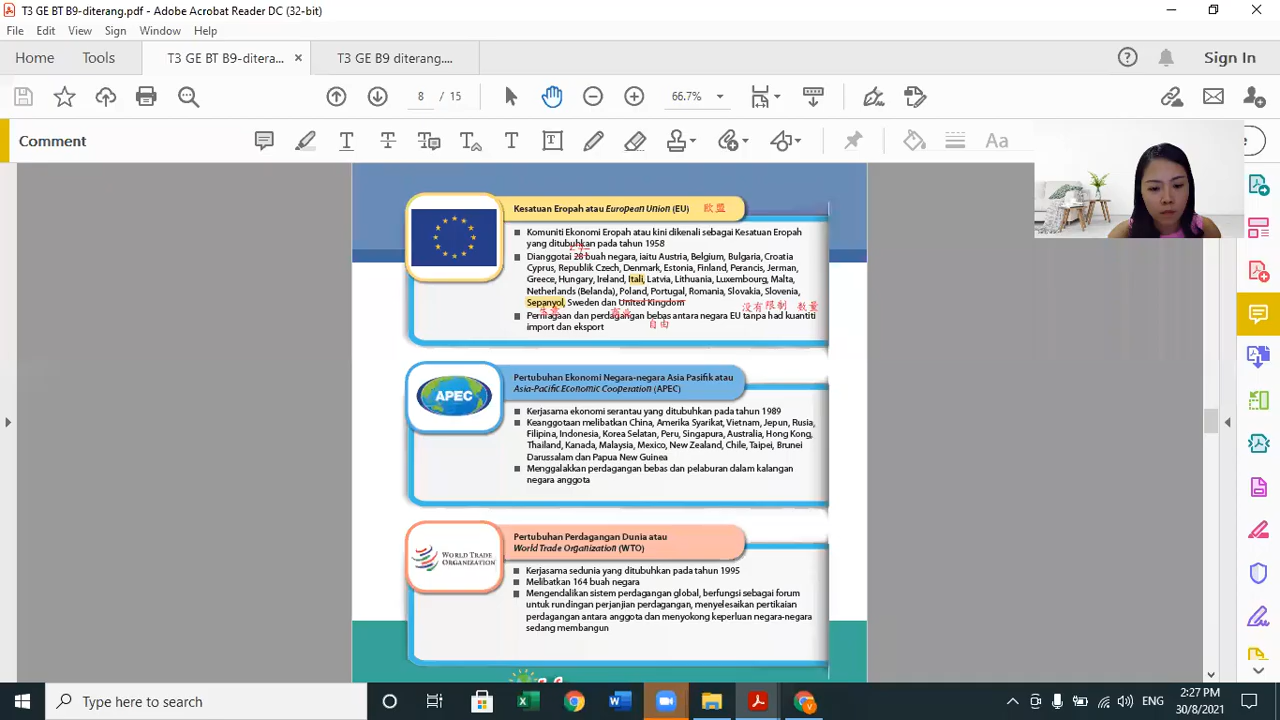 T3 GE BT B9-diterang.pdf - Adobe Acrobat Reader DC (32-bit)
File Edit View Sign Window Help
Home Tools T3 GE BT B9-ditera... × T3 GE B9 diterang.... Sign In
8 / 15 66.7%
Comment
Aa
Kesatuan Eropah atau European Union (EU) 欧盟
Komuniti Ekonomi Eropah atau kini dikenali sebagai Kesatuan Eropah
yang ditubuhkan pada tahun 1958
Dianggotai 28 buah negara, iaitu Austria, Belgium, Bulgaria, Croatia
Cyprus, Republik Czech, Denmark, Estonia, Finland, Perancis, Jerman,
Greece, Hungary, Ireland, Itali, Latvia, Lithuania, Luxembourg, Malta,
Netherlands (Belanda), Poland, Portugal, Romania, Slovakia, Slovenia,
Sepanyol, Sweden dan United Kingdom
没有限制 数量
Perniagaan dan perdagangan bebas antara negara EU tanpa had kuantiti
自由
import dan eksport
Pertubuhan Ekonomi Negara-negara Asia Pasifik atau
Asia-Pacific Economic Cooperation (APEC)
APEC
Kerjasama ekonomi serantau yang ditubuhkan pada tahun 1989
Keanggotaan melibatkan China, Amerika Syarikat, Vietnam, Jepun, Rusia,
Filipina, Indonesia, Korea Selatan, Peru, Singapura, Australia, Hong Kong,
Thailand, Kanada, Malaysia, Mexico, New Zealand, Chile, Taipei, Brunei
Darussalam dan Papua New Guinea
Menggalakkan perdagangan bebas dan pelaburan dalam kalangan
negara anggota
Pertubuhan Perdagangan Dunia atau
World Trade Organization (WTO)
WORLD TRADE
ORGANIZATION
Kerjasama sedunia yang ditubuhkan pada tahun 1995
Melibatkan 164 buah negara
Mengendalikan sistem perdagangan global, berfungsi sebagai forum
untuk rundingan perjanjian perdagangan, menyelesaikan pertikaian
perdagangan antara anggota dan menyokong keperluan negara-negara
sedang membangun
Type here to search
ENG
2:27 PM
30/8/2021